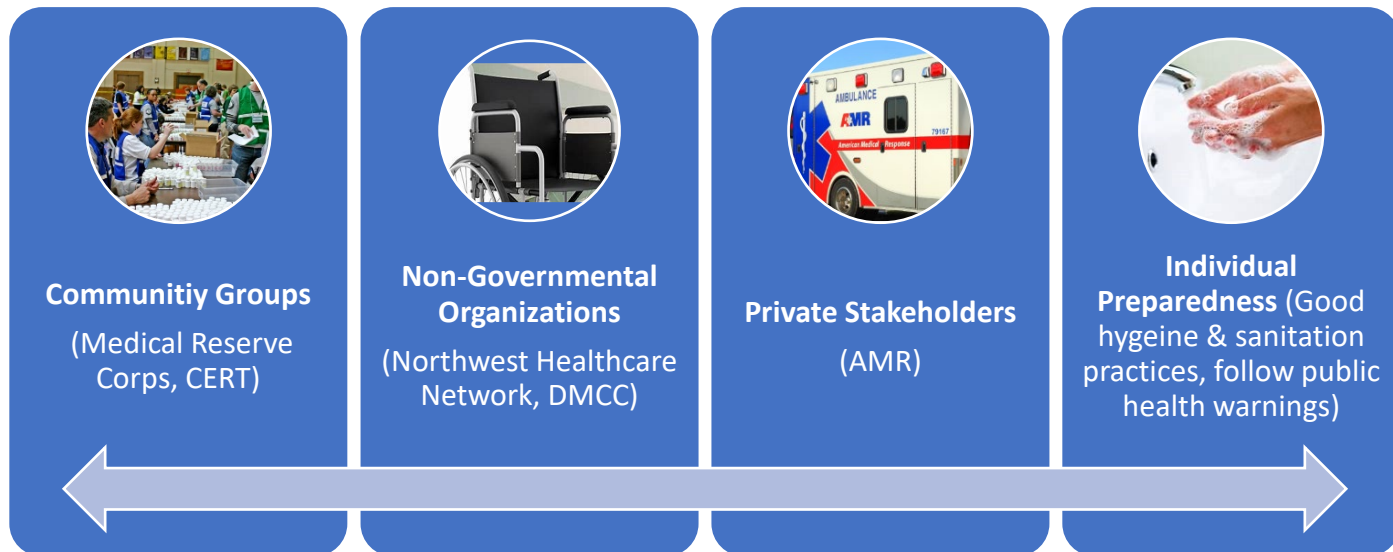 AMBULANCE
AMR
79167
American Medical Response
Communitiy Groups
(Medical Reserve
Corps, CERT)
Non-Governmental
Organizations
(Northwest Healthcare
Network, DMCC)
Private Stakeholders
(AMR)
Individual
Preparedness (Good
hygeine & sanitation
practices, follow public
health warnings)